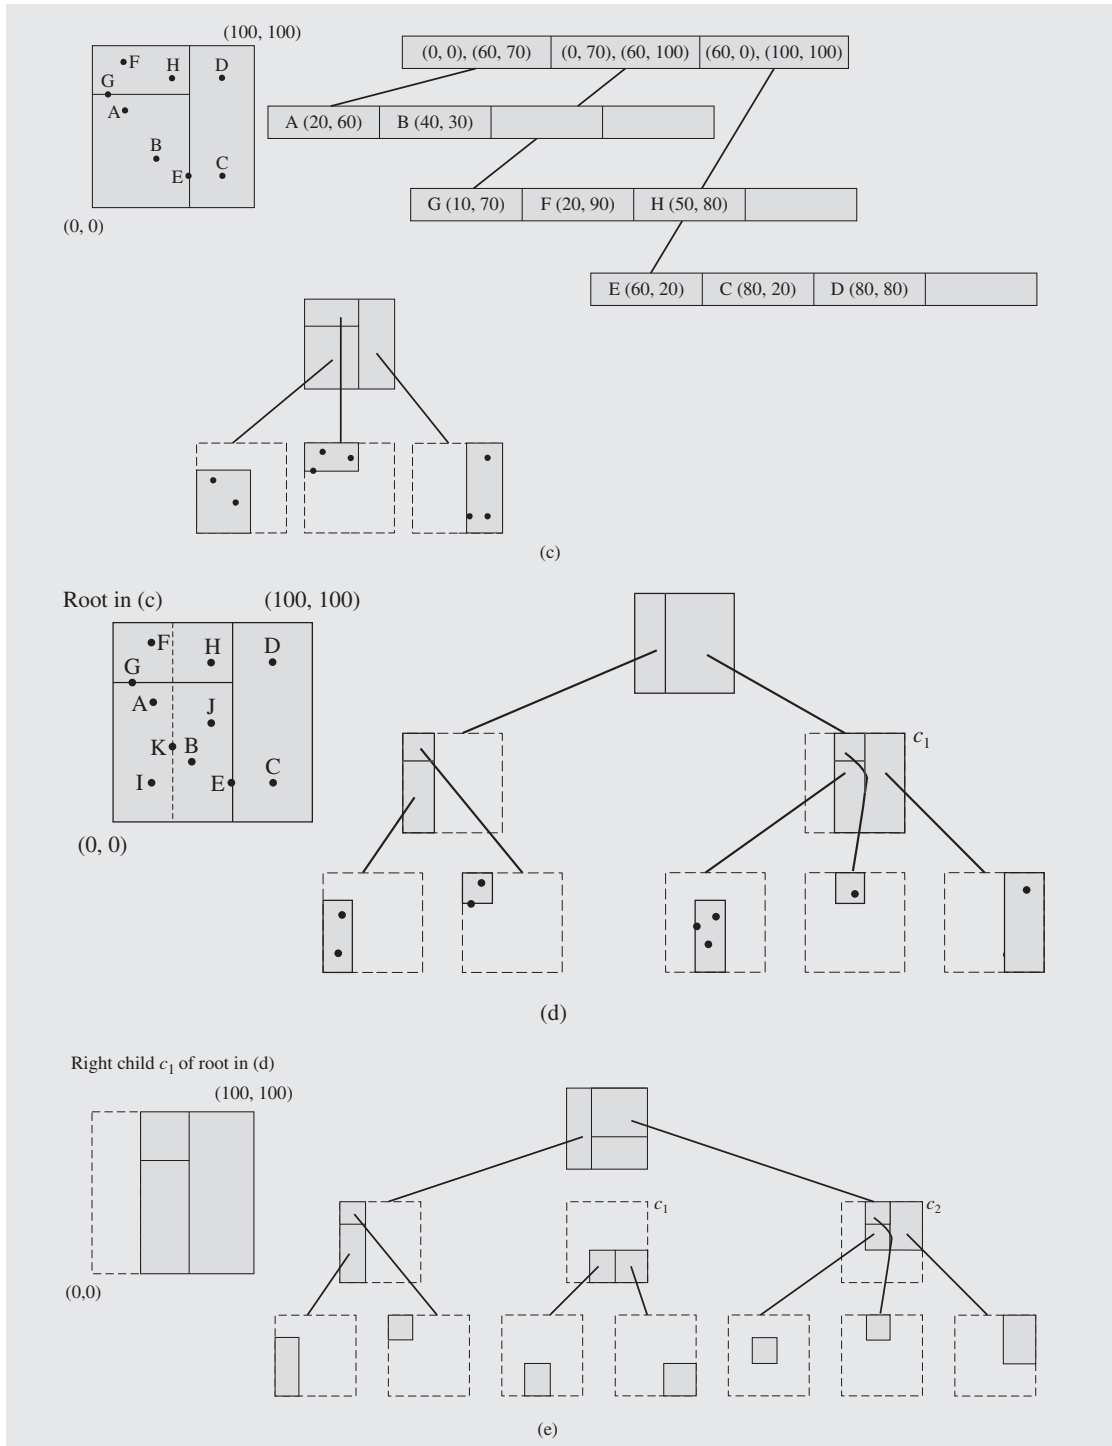 (100, 100)
F H D
G
A
B
E C
(0, 0)
(0, 0), (60, 70) (0, 70), (60, 100) (60, 0), (100, 100)
A (20, 60) B (40, 30)
G (10, 70) F (20, 90) H (50, 80)
E (60, 20) C (80, 20) D (80, 80)
(c)
Root in (c) (100, 100)
F H D
G
A J
K B
I E C
(0, 0)
c1
(d)
Right child c1 of root in (d)
(100, 100)
(0,0)
c1 c2
(e)